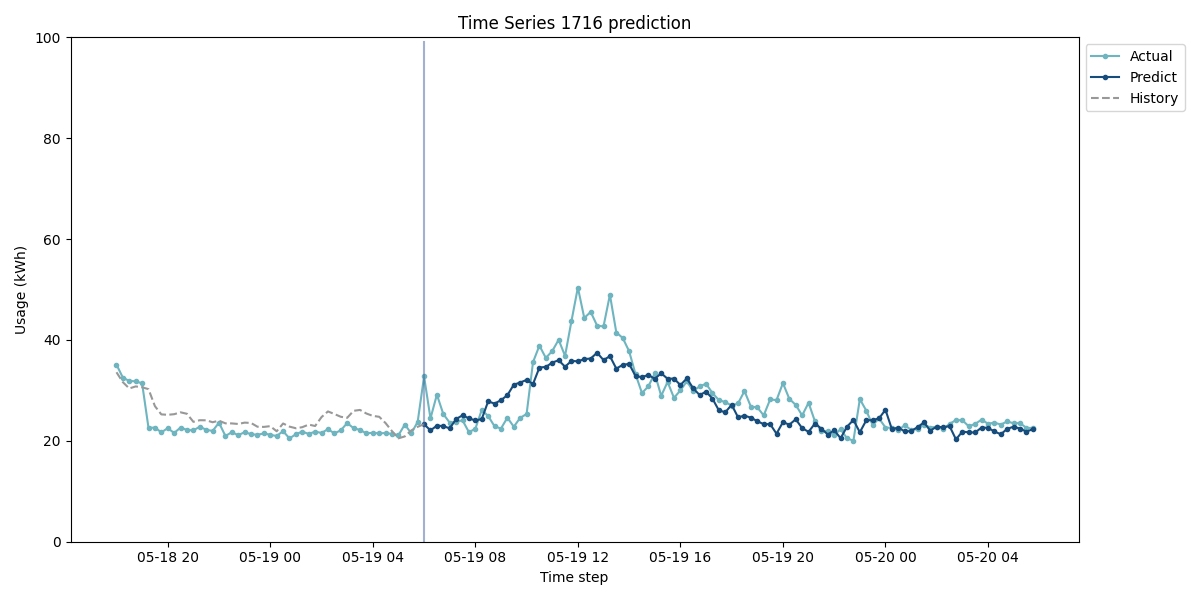 Time Series 1716 prediction
100
80
60
40
20
0
Usage (kWh)
05-18 20
05-19 00
05-19 04
05-19 08
05-19 12
05-19 16
05-19 20
05-20 00
05-20 04
Time step
Actual
Predict
History